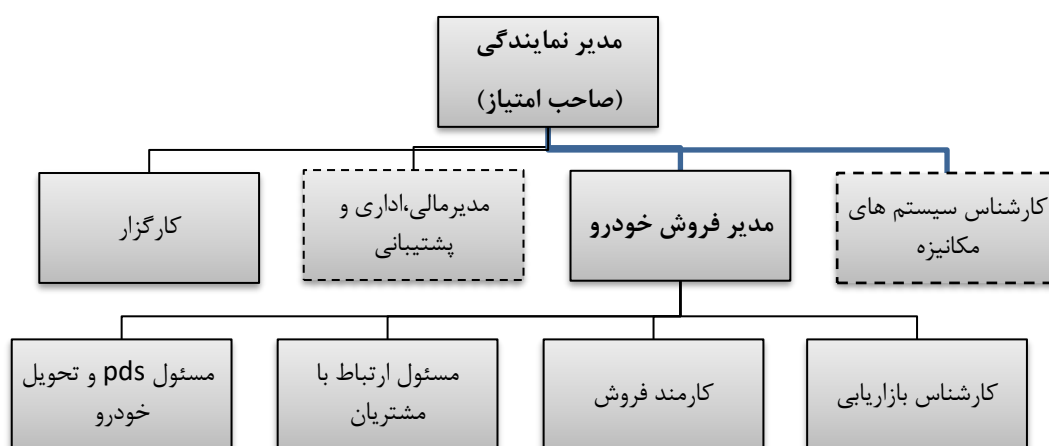 مدیر نمایندگی
(صاحب امتیاز)
کارشناس سیستم های
مکانیزه
مدیر فروش خودرو
مدیرمالی،اداری و
پشتیبانی
کارگزار
کارشناس بازاریابی
کارمند فروش
مسئول ارتباط با
مشتریان
مسئول pds و تحویل
خودرو